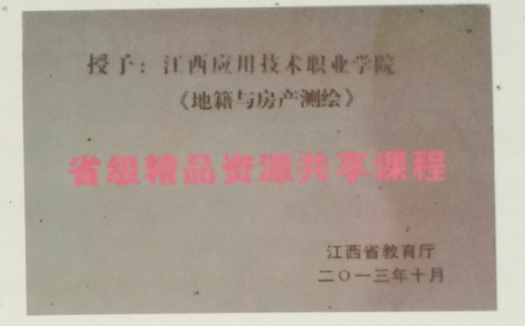 授予：江西应用技术职业学院
《地籍与房产测绘》
省级精品资源共享课程
江西省教育厅
二〇一三年十月